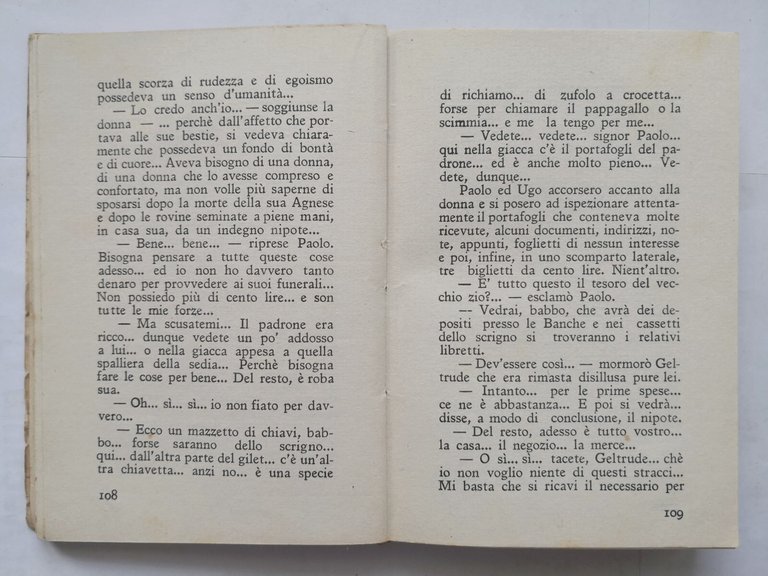 quella scorza di rudezza e di egoismo
possedeva un senso d'umanità...
— Lo credo anch'io... — soggiunse la
donna — ... perchè dall'affetto che por-
tava alle sue bestie, si vedeva chiara-
mente che possedeva un fondo di bontà
e di cuore... Aveva bisogno di una donna,
di una donna che lo avesse compreso e
confortato, ma non volle più saperne di
sposarsi dopo la morte della sua Agnese
e dopo le rovine seminate a piene mani,
in casa sua, da un indegno nipote...
— Bene... bene... — riprese Paolo.
Bisogna pensare a tutte queste cose
adesso... ed io non ho davvero tanto
denaro per provvedere ai suoi funerali...
Non possiedo più di cento lire... e son
tutte le mie forze...
— Ma scusatemi... Il padrone era
ricco... dunque vedete un po' addosso
a lui... o nella giacca appesa a quella
spalliera della sedia... Perchè bisogna
fare le cose per bene... Del resto, è roba
sua.
— Oh... sì... sì... io non fiato per dav-
vero...
— Ecco un mazzetto di chiavi, bab-
bo... forse saranno dello scrigno...
qui... dall'altra parte del gilet... c'è un'al-
tra chiavetta... anzi no... è una specie
108
di richiamo... di zufolo a crocetta...
forse per chiamare il pappagallo o la
scimmia... e me la tengo per me...
— Vedete... vedete... signor Paolo...
qui nella giacca c'è il portafogli del pa-
drone... ed è anche molto pieno... Ve-
dete, dunque...
Paolo ed Ugo accorsero accanto alla
donna e si posero ad ispezionare attenta-
mente il portafogli che conteneva molte
ricevute, alcuni documenti, indirizzi, no-
te, appunti, foglietti di nessun interesse
e poi, infine, in uno scomparto laterale,
tre biglietti da cento lire. Nient'altro.
— E' tutto questo il tesoro del vec-
chio zio?... — esclamò Paolo.
— Vedrai, babbo, che avrà dei de-
positi presso le Banche e nei cassetti
dello scrigno si troveranno i relativi
libretti.
— Dev'essere così... — mormorò Gel-
trude che era rimasta disillusa pure lei.
— Intanto... per le prime spese...
ce ne è abbastanza... E poi si vedrà...
disse, a modo di conclusione, il nipote.
— Del resto, adesso è tutto vostro...
la casa... il negozio... la merce...
— O sì... sì... tacete, Geltrude... chè
io non voglio niente di questi stracci...
Mi basta che si ricavi il necessario per
109